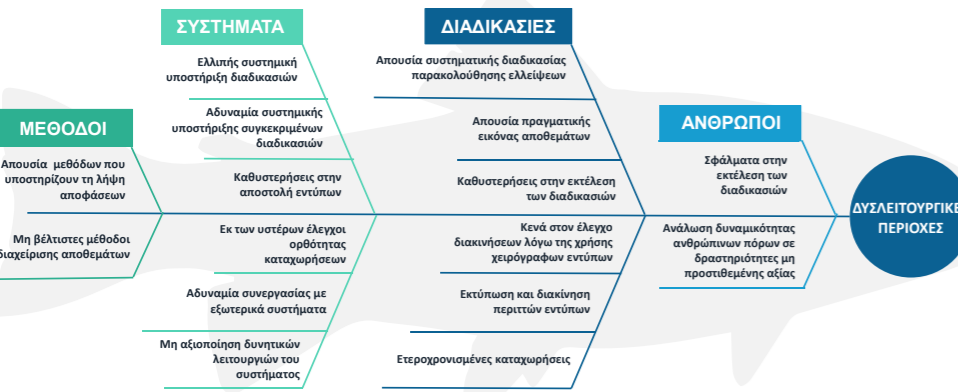 ΣΥΣΤΗΜΑΤΑ
Ελλιπής συστημική
υποστήριξη διαδικασιών
Αδυναμία συστημικής
υποστήριξης συγκεκριμένων
διαδικασιών
Καθυστερήσεις στην
αποστολή εντύπων
Εκ των υστέρων έλεγχοι
ορθότητας
καταχωρήσεων
Αδυναμία συνεργασίας με
εξωτερικά συστήματα
Μη αξιοποίηση δυνητικών
λειτουργιών του
συστήματος
ΔΙΑΔΙΚΑΣΙΕΣ
Απουσία συστηματικής διαδικασίας
παρακολούθησης ελλείψεων
Απουσία πραγματικής
εικόνας αποθεμάτων
Καθυστερήσεις στην εκτέλεση
των διαδικασιών
Κενά στον έλεγχο
διακινήσεων λόγω της χρήσης
χειρόγραφων εντύπων
Εκτύπωση και διακίνηση
περιττών εντύπων
Ετεροχρονισμένες καταχωρήσεις
ΜΕΘΟΔΟΙ
Απουσία μεθόδων που
υποστηρίζουν τη λήψη
αποφάσεων
Μη βέλτιστες μέθοδοι
διαχείρισης αποθεμάτων
ΑΝΘΡΩΠΟΙ
Σφάλματα στην
εκτέλεση των
διαδικασιών
Ανάλωση δυναμικότητας
ανθρώπινων πόρων σε
δραστηριότητες μη
προστιθεμένης αξίας
ΔΥΣΛΕΙΤΟΥΡΓΙΚΕ
ΠΕΡΙΟΧΕΣ